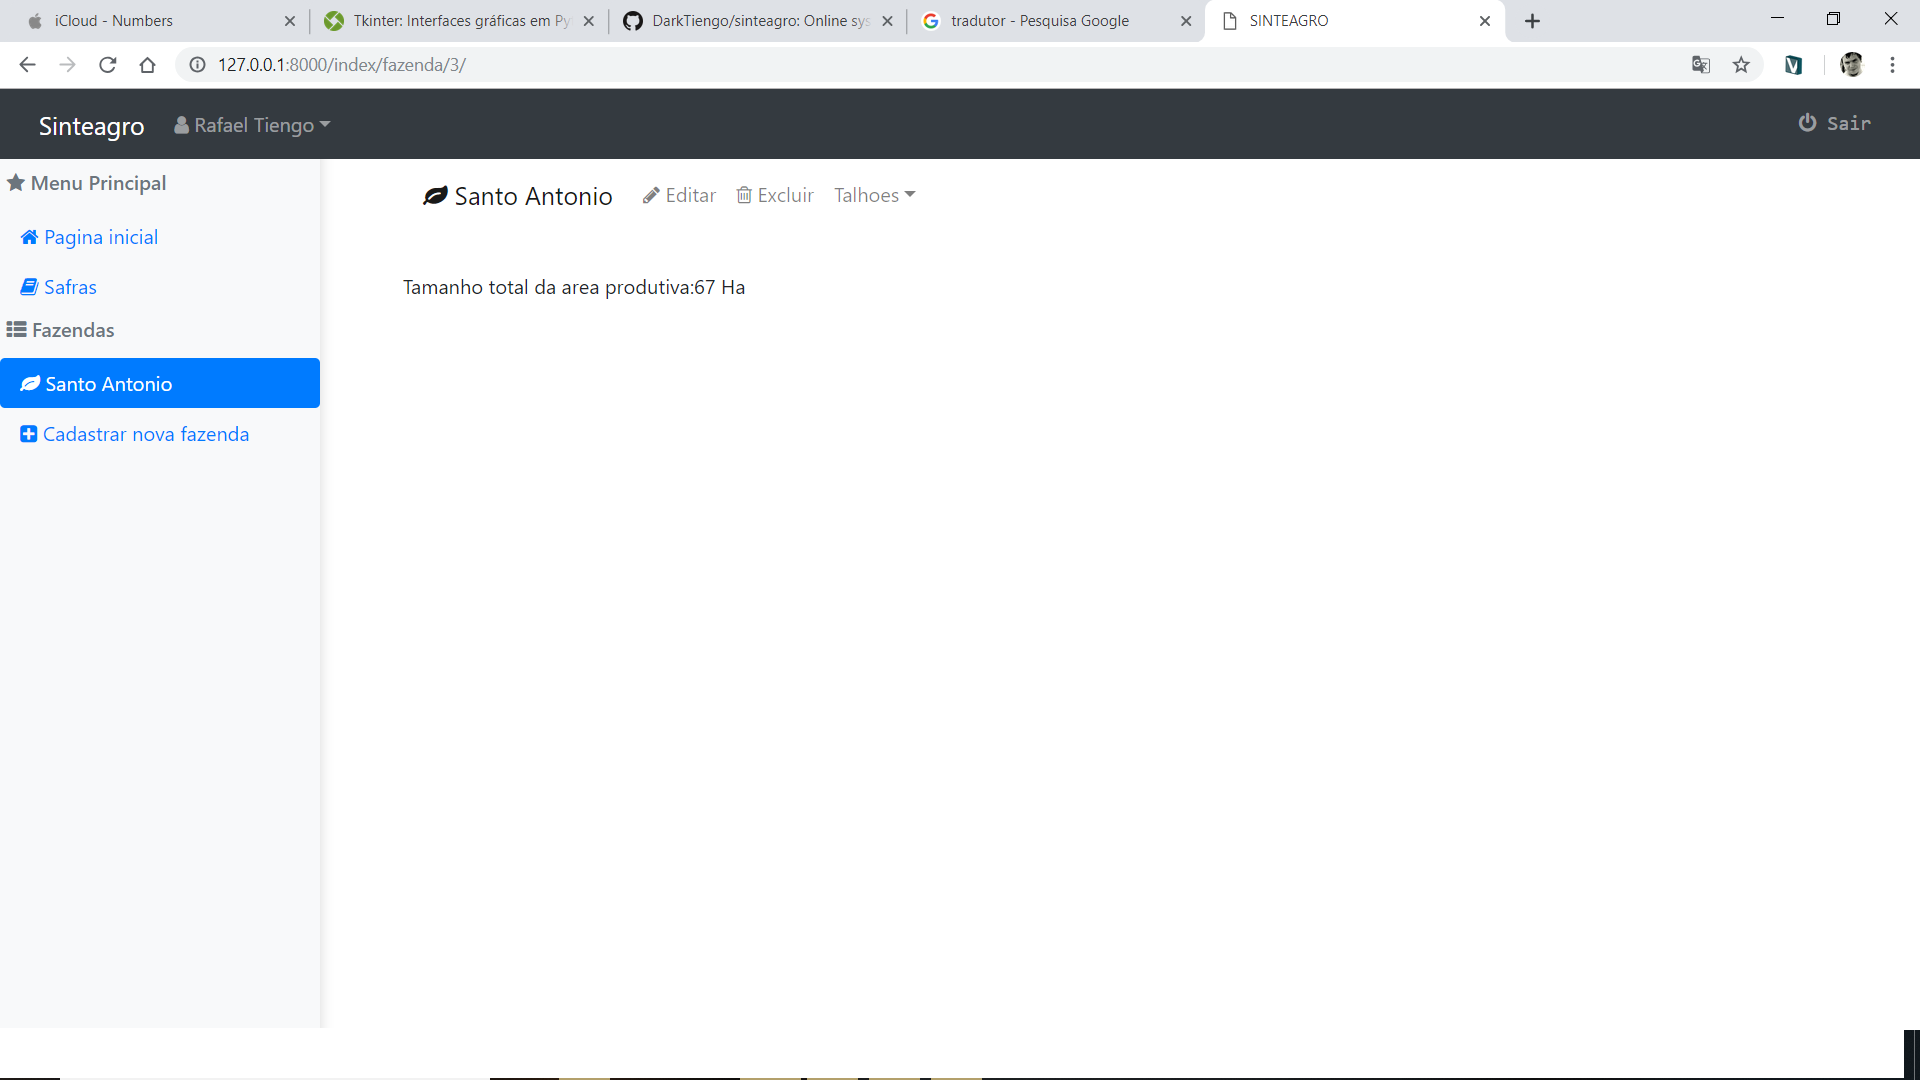 iCloud - Numbers
Tkinter: Interfaces gráficas em Py
DarkTiengo/sinteagro: Online sys
tradutor - Pesquisa Google
SINTEAGRO
127.0.0.1:8000/index/fazenda/3/
Sinteagro Rafael Tiengo Sair
Menu Principal
Santo Antonio Editar Excluir Talhoes
Pagina inicial
Tamanho total da area produtiva:67 Ha
Safras
Fazendas
Santo Antonio
Cadastrar nova fazenda